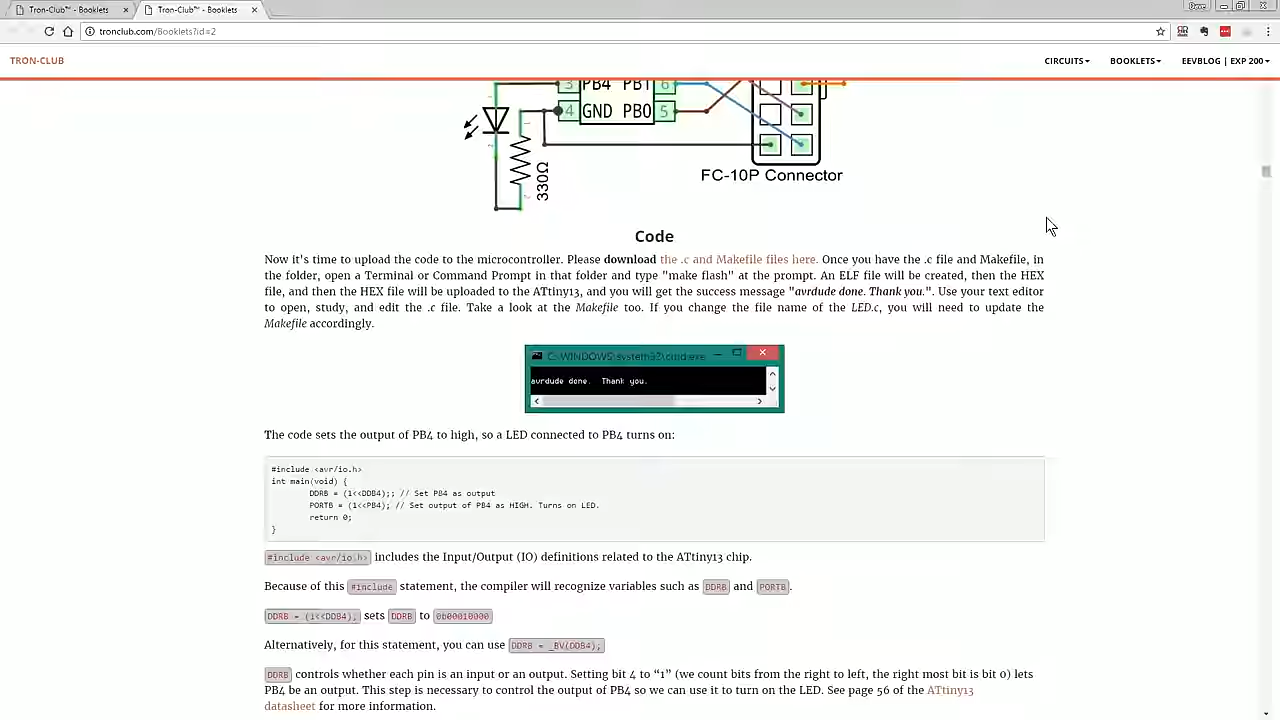 Tron-Club™ - Booklets
Tron-Club™ - Booklets
Dave
tronclub.com/Booklets?id=2
TRON-CLUB
CIRCUITS
BOOKLETS
EEVBLOG | EXP 200
3 PB4 PB1 6
4 GND PB0 5
330Ω
FC-10P Connector
Code
Now it's time to upload the code to the microcontroller. Please download the .c and Makefile files here. Once you have the .c file and Makefile, in
the folder, open a Terminal or Command Prompt in that folder and type "make flash" at the prompt. An ELF file will be created, then the HEX
file, and then the HEX file will be uploaded to the ATtiny13, and you will get the success message "avrdude done. Thank you.". Use your text editor
to open, study, and edit the .c file. Take a look at the Makefile too. If you change the file name of the LED.c, you will need to update the
Makefile accordingly.
C:\WINDOWS\system32\cmd.exe
avrdude done.  Thank you.
The code sets the output of PB4 to high, so a LED connected to PB4 turns on:
#include <avr/io.h>
int main(void) {
DDRB = (1<<DDB4);; // Set PB4 as output
PORTB = (1<<PB4); // Set output of PB4 as HIGH. Turns on LED.
return 0;
}
#include <avr/io.h> includes the Input/Output (IO) definitions related to the ATtiny13 chip.
Because of this #include statement, the compiler will recognize variables such as DDRB and PORTB.
DDRB = (1<<DDB4); sets DDRB to 0b00010000
Alternatively, for this statement, you can use DDRB = _BV(DDB4);
DDRB controls whether each pin is an input or an output. Setting bit 4 to “1” (we count bits from the right to left, the right most bit is bit 0) lets
PB4 be an output. This step is necessary to control the output of PB4 so we can use it to turn on the LED. See page 56 of the ATtiny13
datasheet for more information.